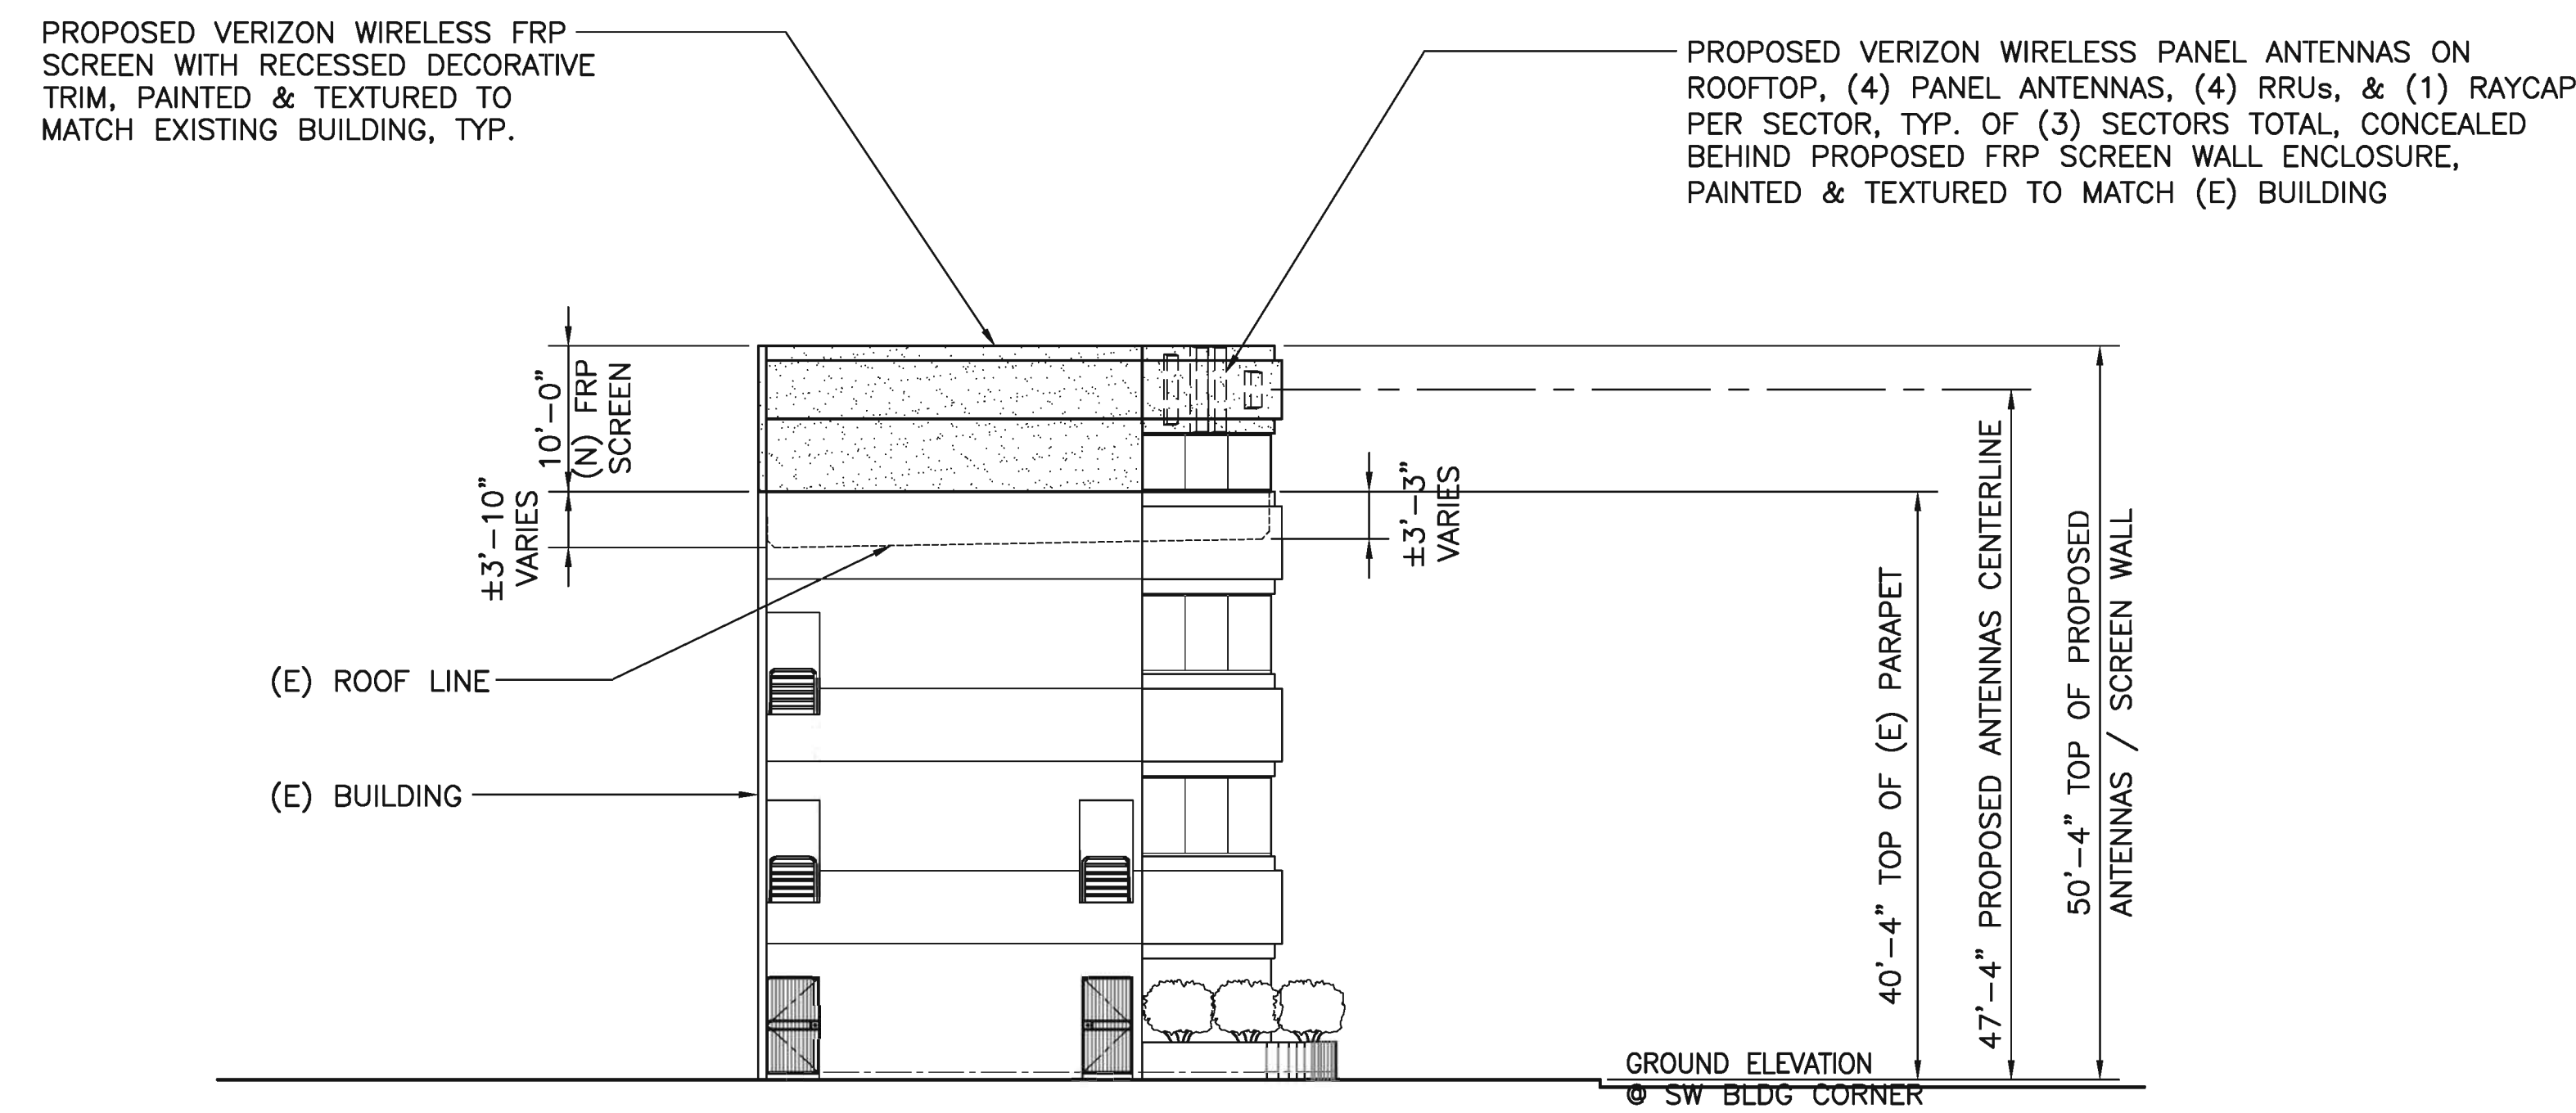 PROPOSED VERIZON WIRELESS FRP
SCREEN WITH RECESSED DECORATIVE
TRIM, PAINTED & TEXTURED TO
MATCH EXISTING BUILDING, TYP.
PROPOSED VERIZON WIRELESS PANEL ANTENNAS ON
ROOFTOP, (4) PANEL ANTENNAS, (4) RRUs, & (1) RAYCAP
PER SECTOR, TYP. OF (3) SECTORS TOTAL, CONCEALED
BEHIND PROPOSED FRP SCREEN WALL ENCLOSURE,
PAINTED & TEXTURED TO MATCH (E) BUILDING
10'-0"
(N) FRP
SCREEN
±3'-10"
VARIES
±3'-3"
VARIES
(E) ROOF LINE
(E) BUILDING
40'-4" TOP OF (E) PARAPET
47'-4" PROPOSED ANTENNAS CENTERLINE
50'-4" TOP OF PROPOSED
ANTENNAS / SCREEN WALL
GROUND ELEVATION
@ SW BLDG CORNER